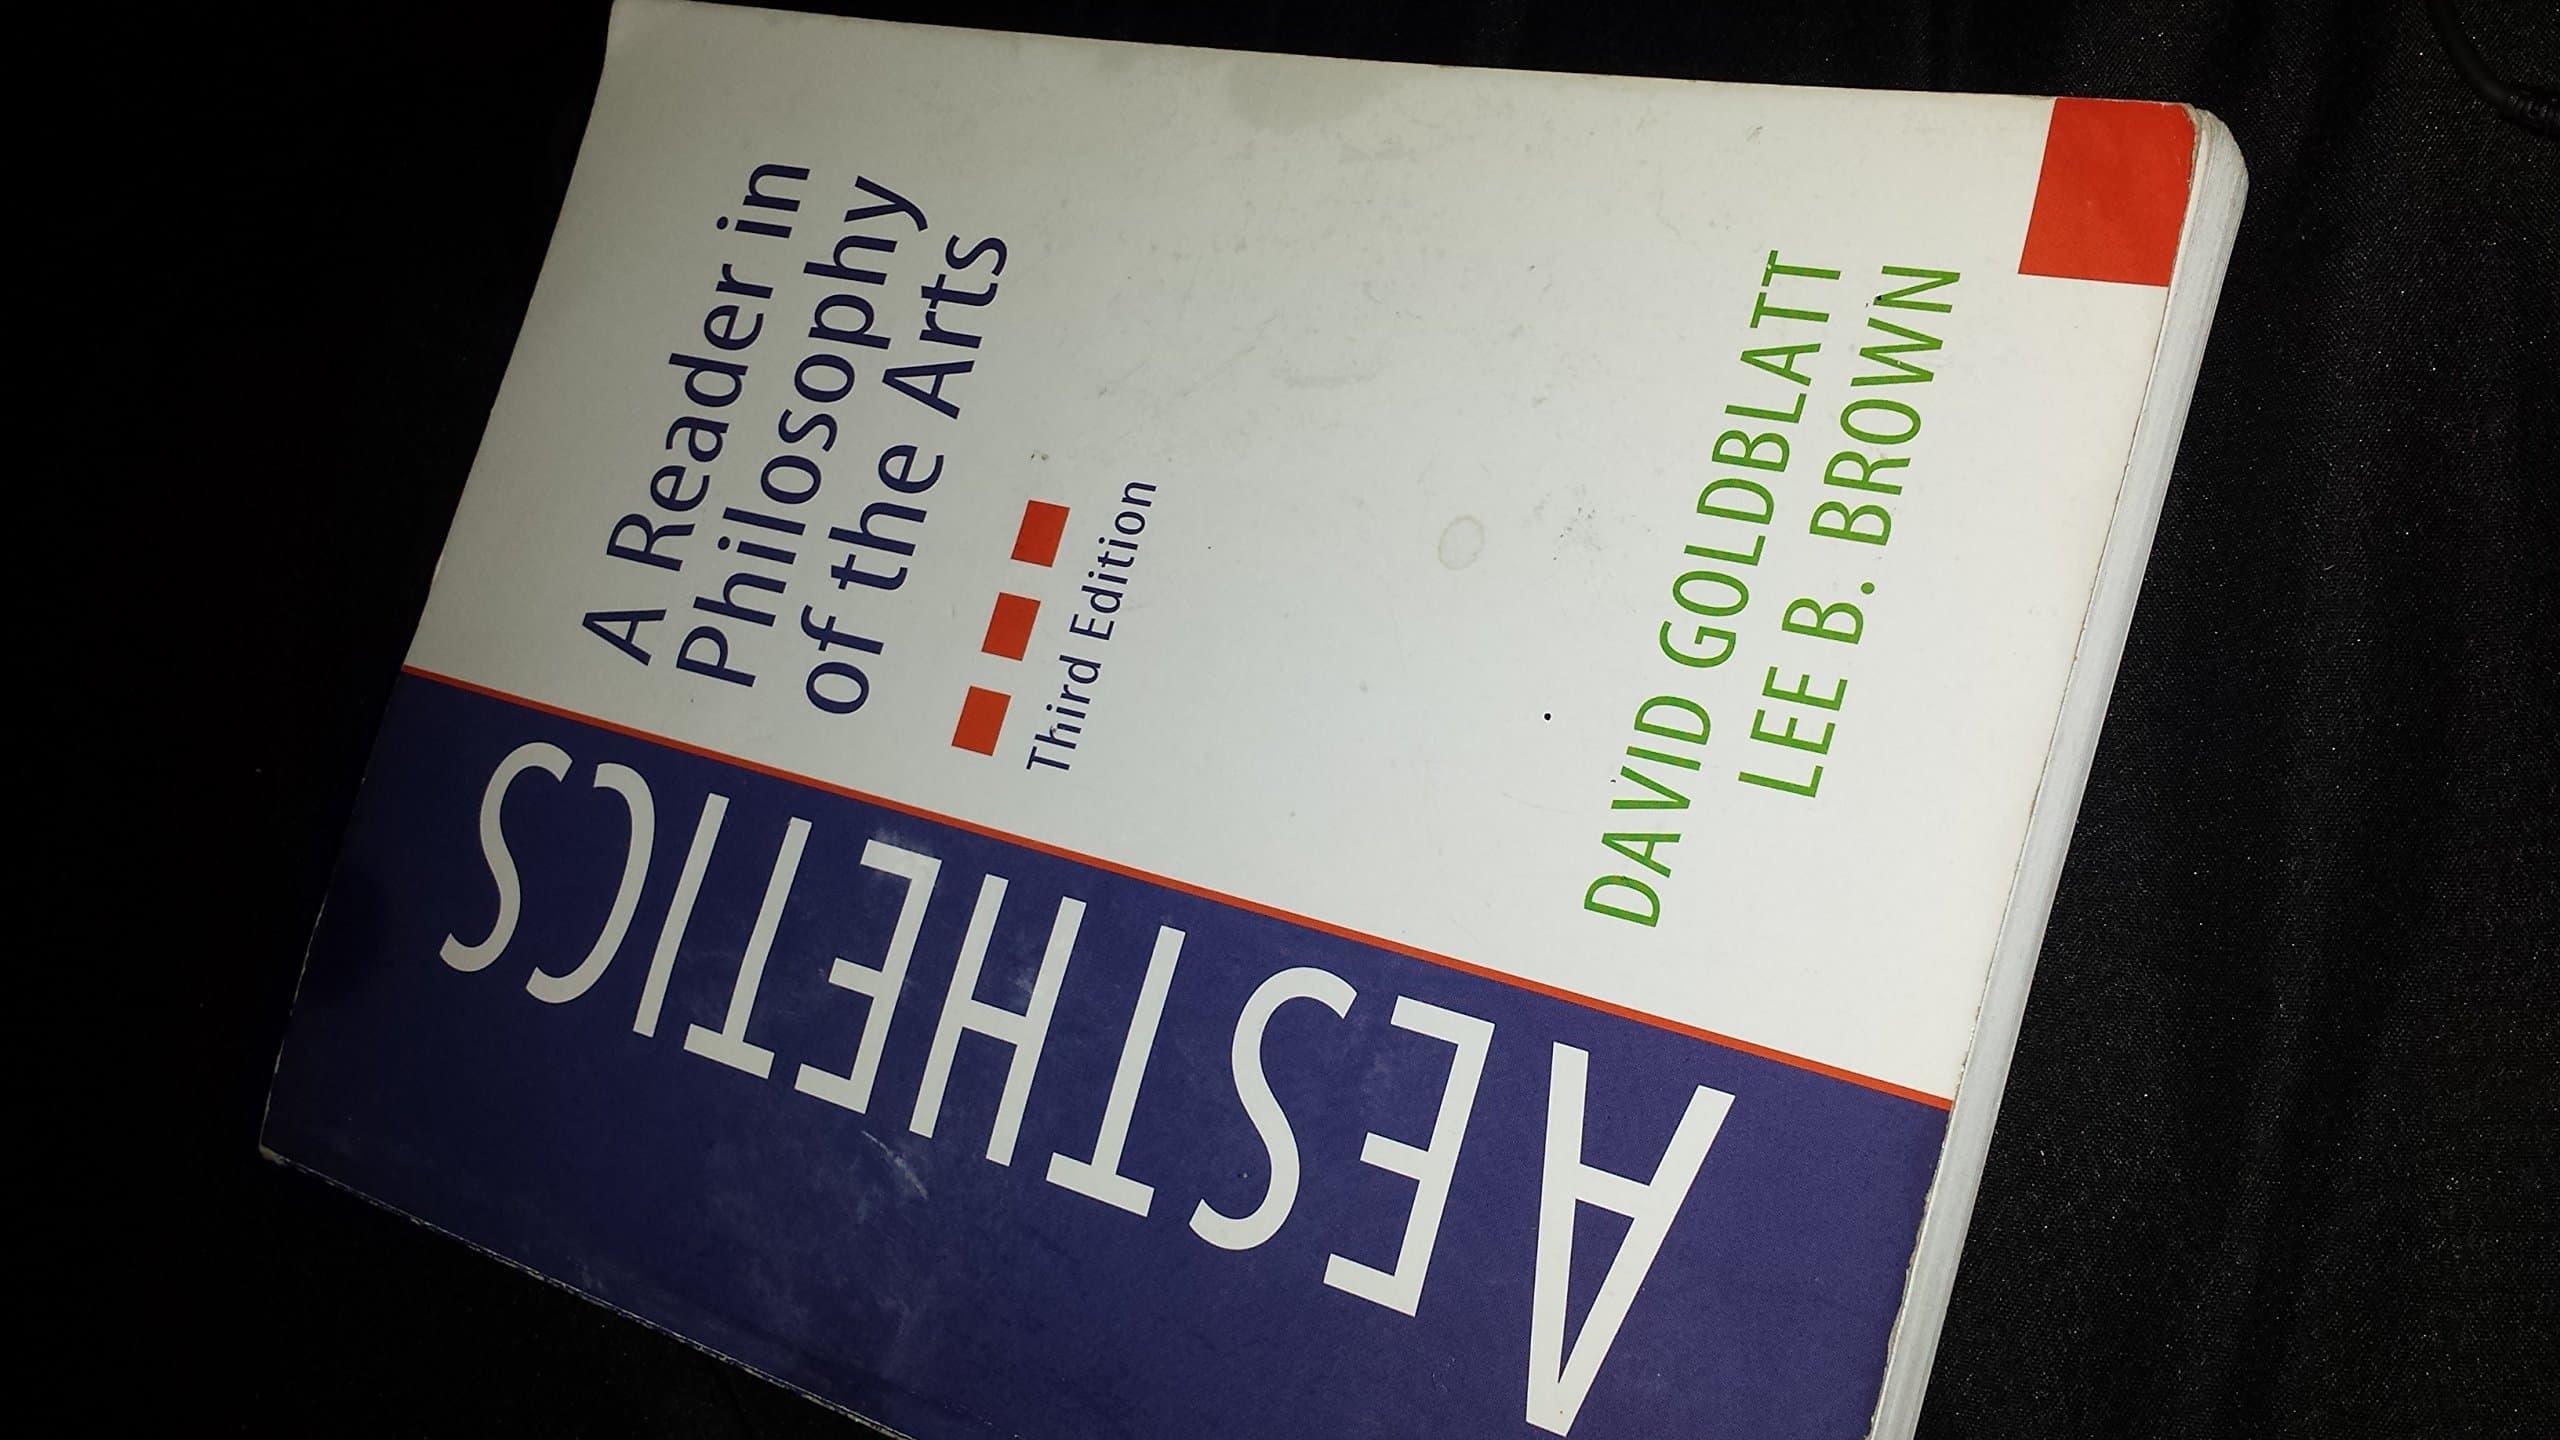 AESTHETICS
A Reader in
Philosophy
of the Arts
Third Edition
DAVID GOLDBLATT
LEE B. BROWN